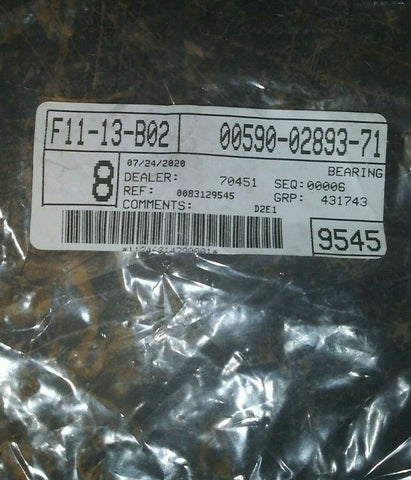 F11-13-B02 00590-02893-71
8 07/24/2020 BEARING
DEALER: 70451 SEQ:00006
REF: 0083129545 GRP: 431743
COMMENTS: D2E1
9545